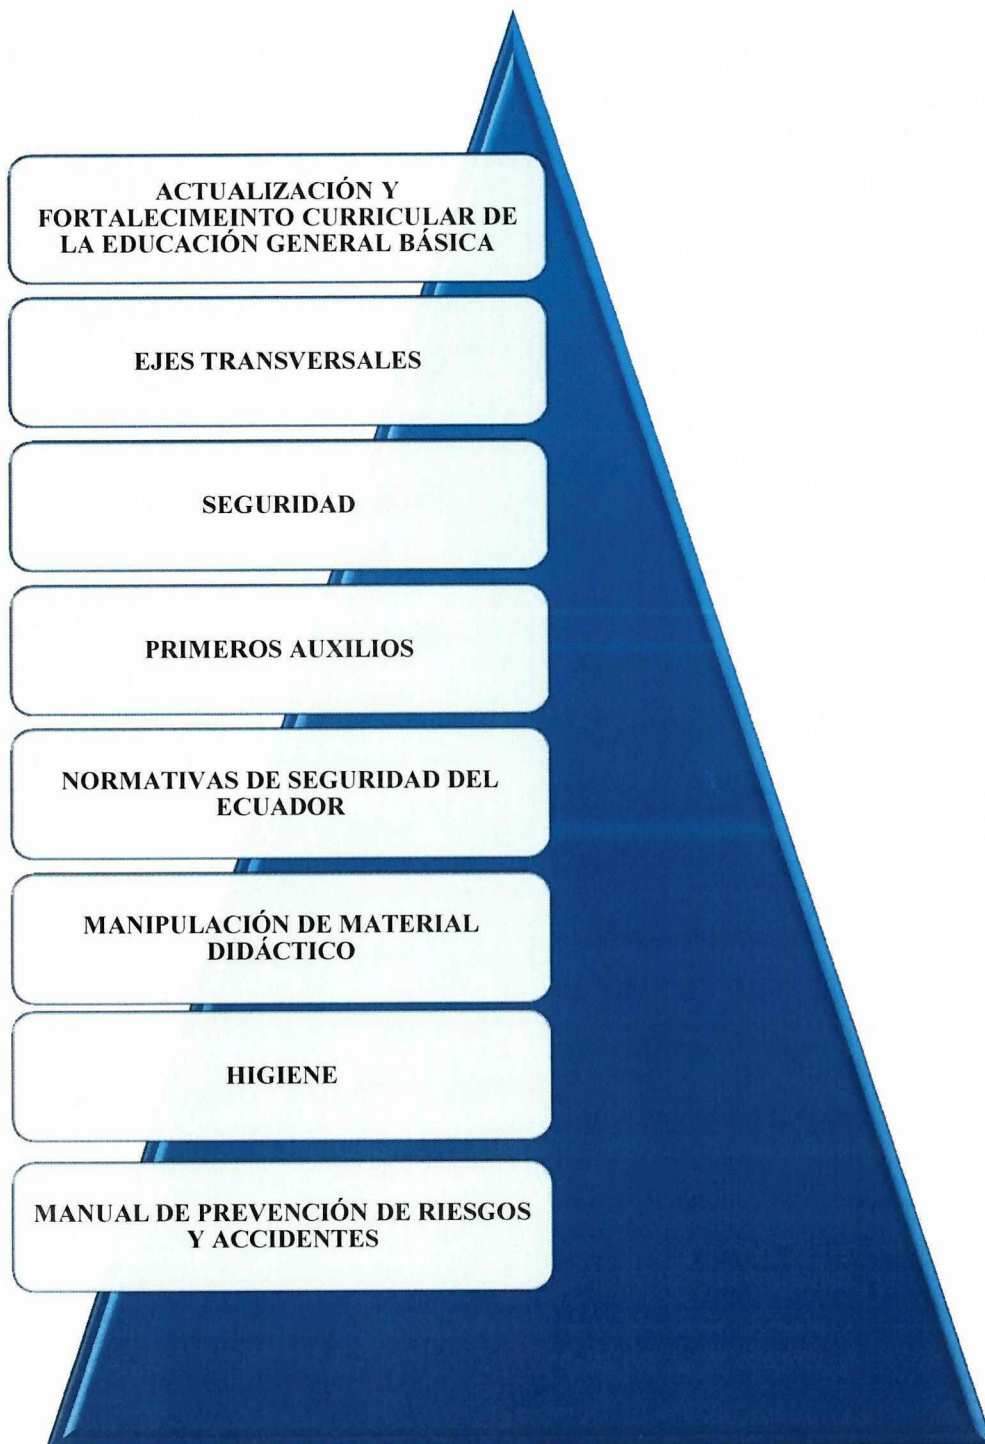 ACTUALIZACIÓN Y
FORTALECIMEINTO CURRICULAR DE
LA EDUCACIÓN GENERAL BÁSICA
EJES TRANSVERSALES
SEGURIDAD
PRIMEROS AUXILIOS
NORMATIVAS DE SEGURIDAD DEL
ECUADOR
MANIPULACIÓN DE MATERIAL
DIDÁCTICO
HIGIENE
MANUAL DE PREVENCIÓN DE RIESGOS
Y ACCIDENTES